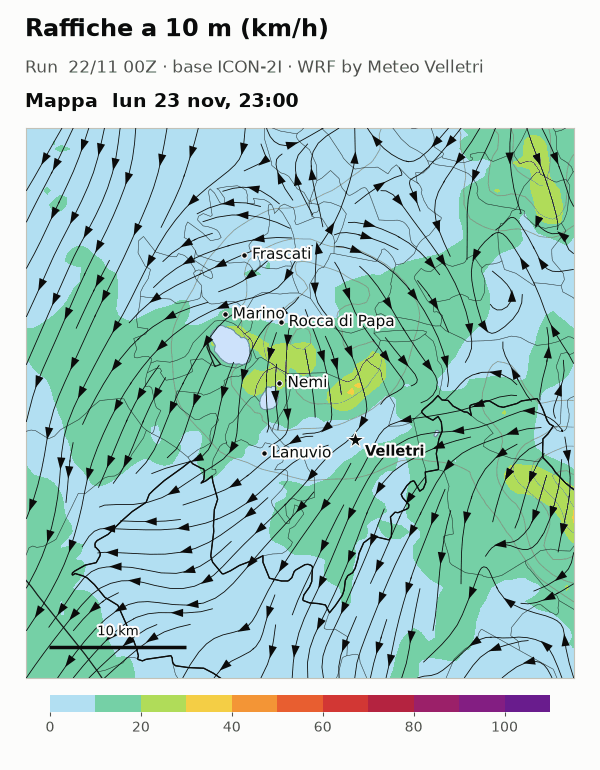 Raffiche a 10 m (km/h)
Run  22/11 00Z · base ICON-2I · WRF by Meteo Velletri
Mappa  lun 23 nov, 23:00
Frascati
Marino
Rocca di Papa
Nemi
Velletri
Lanuvio
10 km
0 20 40 60 80 100